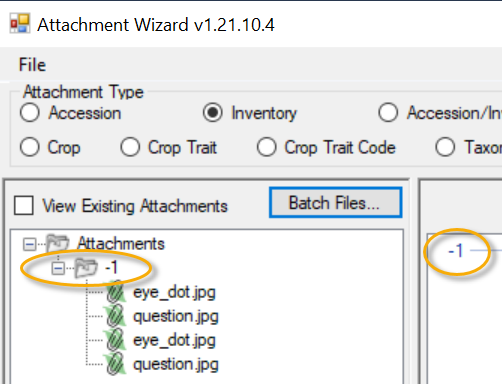 Attachment Wizard v1.21.10.4
File
Attachment Type
Accession Inventory Accession/In
Crop Crop Trait Crop Trait Code Taxor
View Existing Attachments Batch Files...
Attachments
-1
-1
eye_dot.jpg
question.jpg
eye_dot.jpg
question.jpg